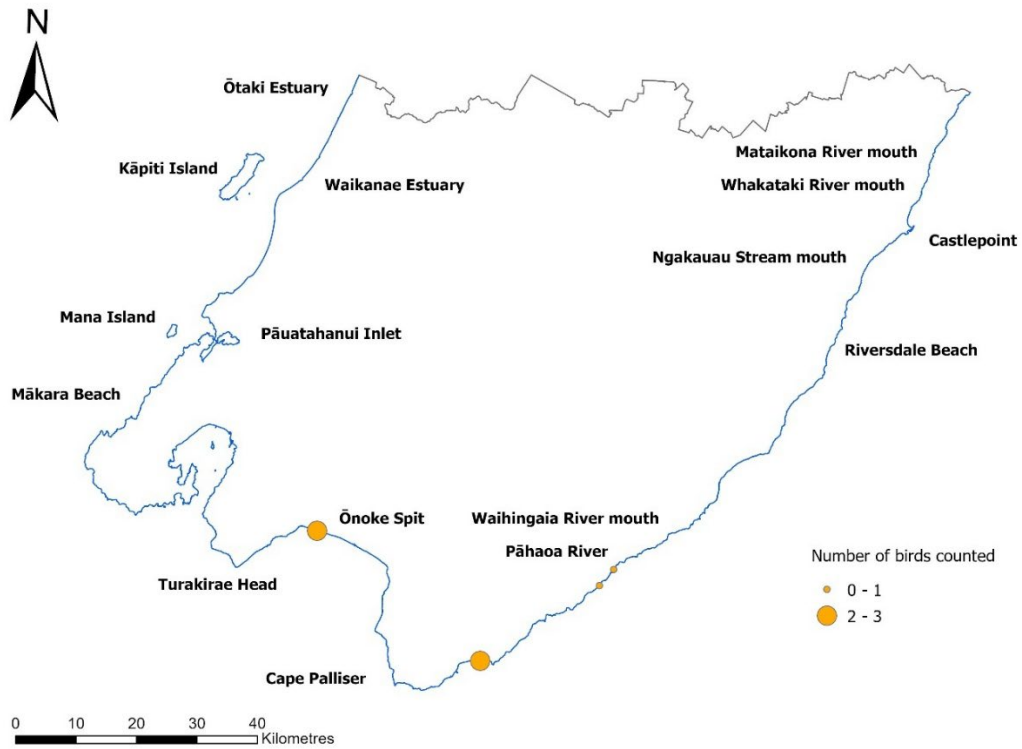 N
Ōtaki Estuary
Kāpiti Island
Waikanae Estuary
Mataikona River mouth
Whakataki River mouth
Castlepoint
Ngakauau Stream mouth
Mana Island
Pāuatahanui Inlet
Riversdale Beach
Mākara Beach
Ōnoke Spit
Waihingaia River mouth
Pāhaoa River
Turakirae Head
Cape Palliser
Number of birds counted
0 - 1
2 - 3
0 10 20 30 40
Kilometres